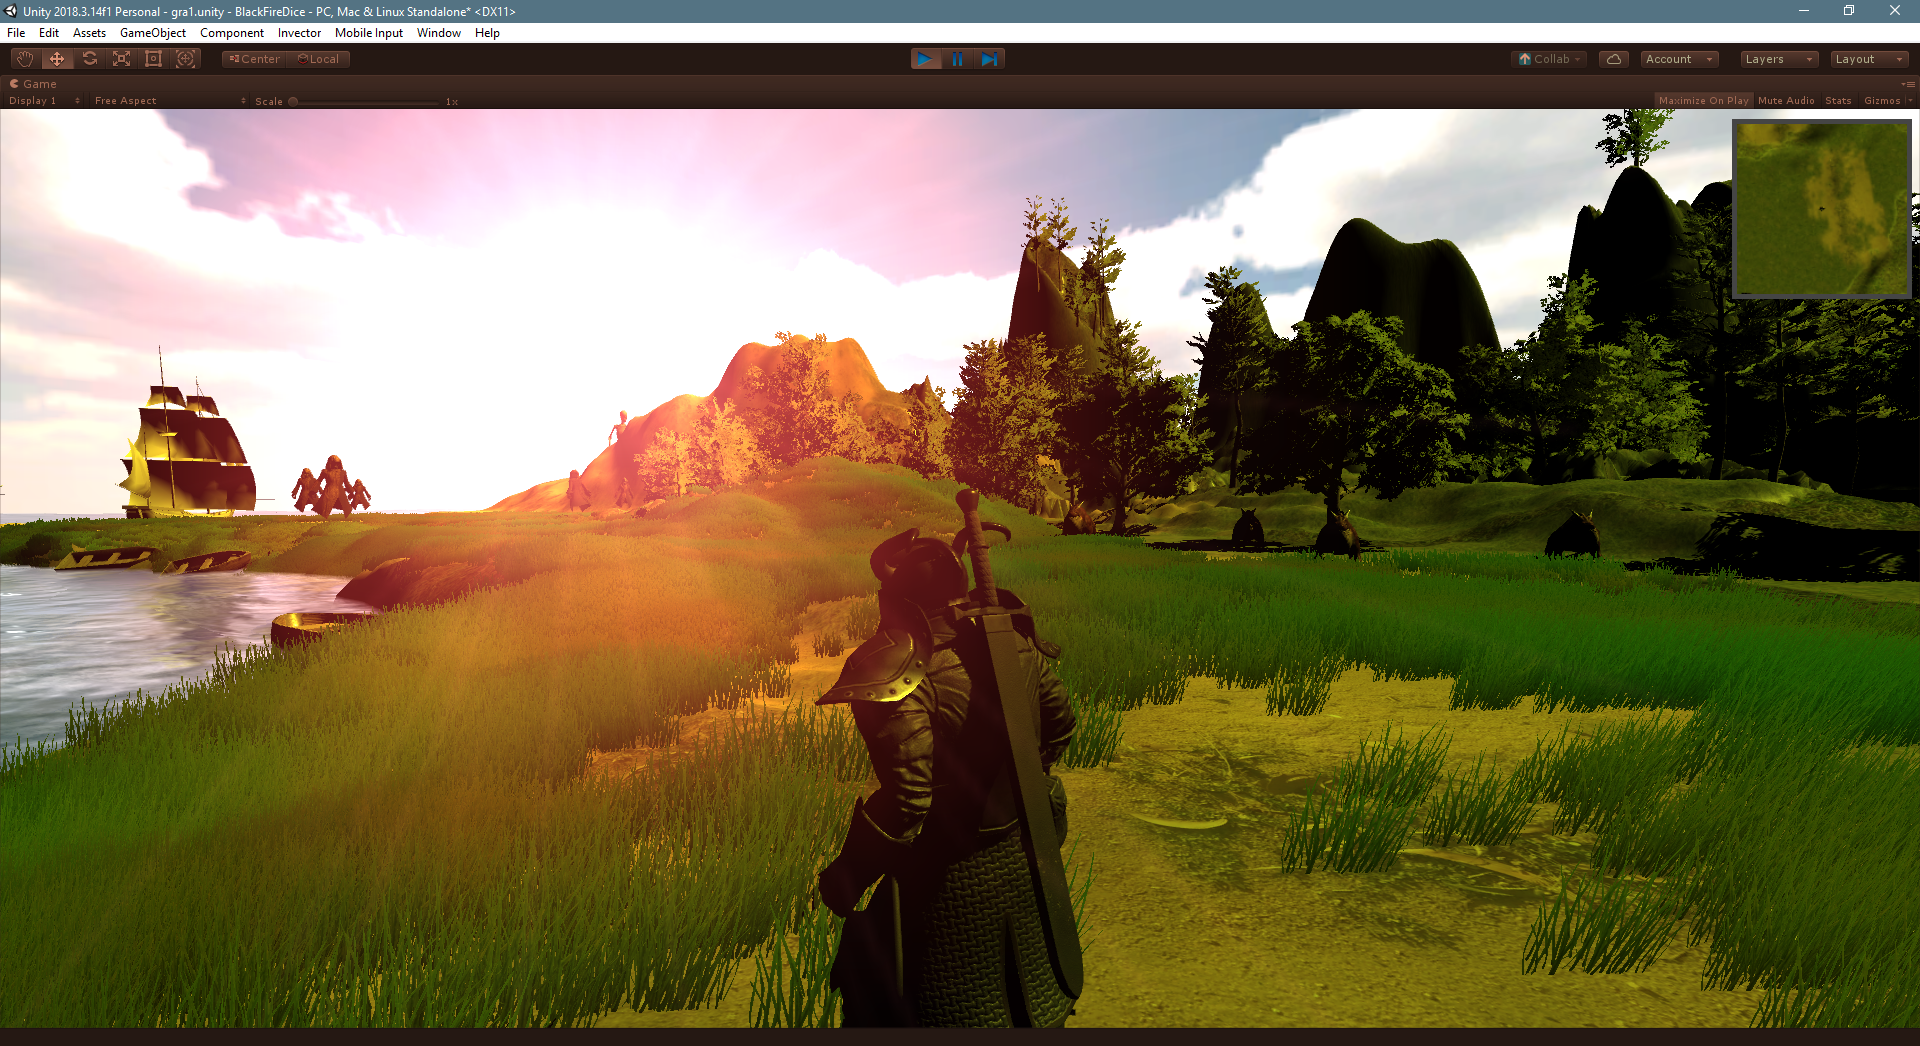 Unity 2018.3.14f1 Personal - gra1.unity - BlackFireDice - PC, Mac & Linux Standalone* <DX11>
File Edit Assets GameObject Component Invector Mobile Input Window Help
Center Local Collab Account Layers Layout
Game
Display 1 Free Aspect Scale 1x Maximize On Play Mute Audio Stats Gizmos